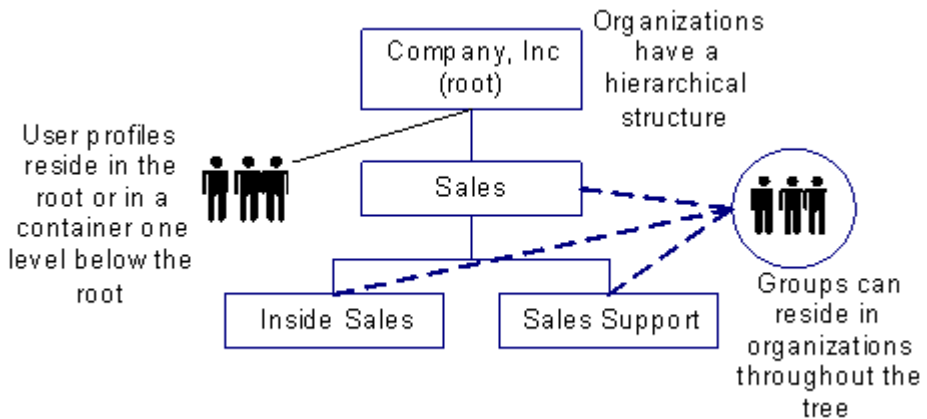 Organizations
have a
hierarchical
structure
Company, Inc
(root)
User profiles
reside in the
root or in a
container one
level below the
root
Sales
Inside Sales
Sales Support
Groups can
reside in
organizations
throughout the
tree